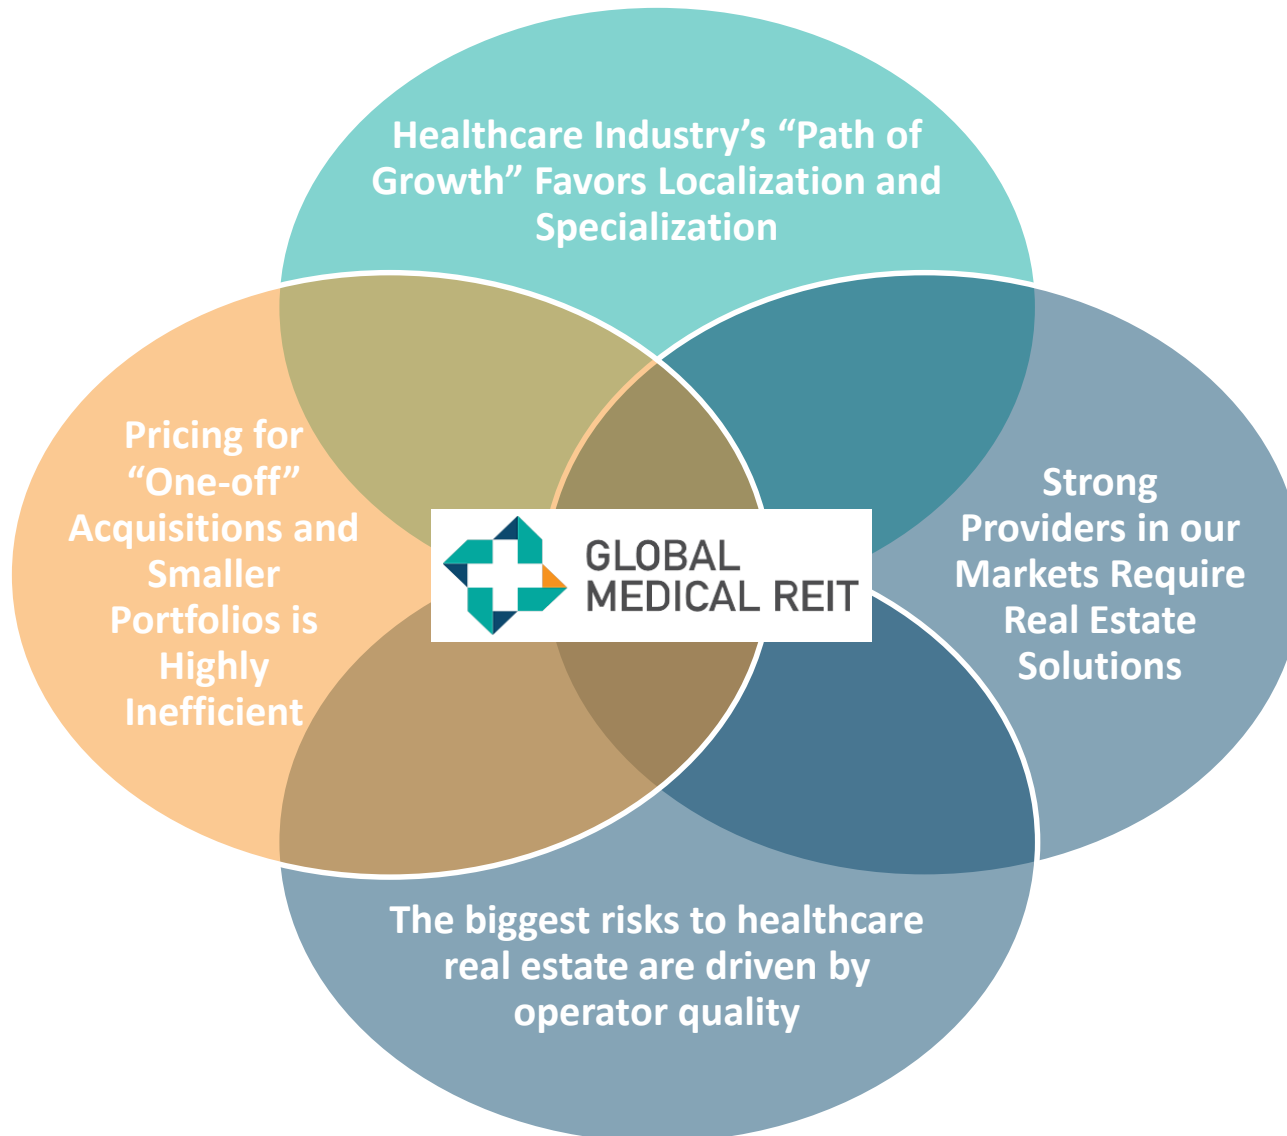 Healthcare Industry’s “Path of
Growth” Favors Localization and
Specialization
Pricing for
“One-off”
Acquisitions and
Smaller
Portfolios is
Highly
Inefficient
GLOBAL
MEDICAL REIT
Strong
Providers in our
Markets Require
Real Estate
Solutions
The biggest risks to healthcare
real estate are driven by
operator quality